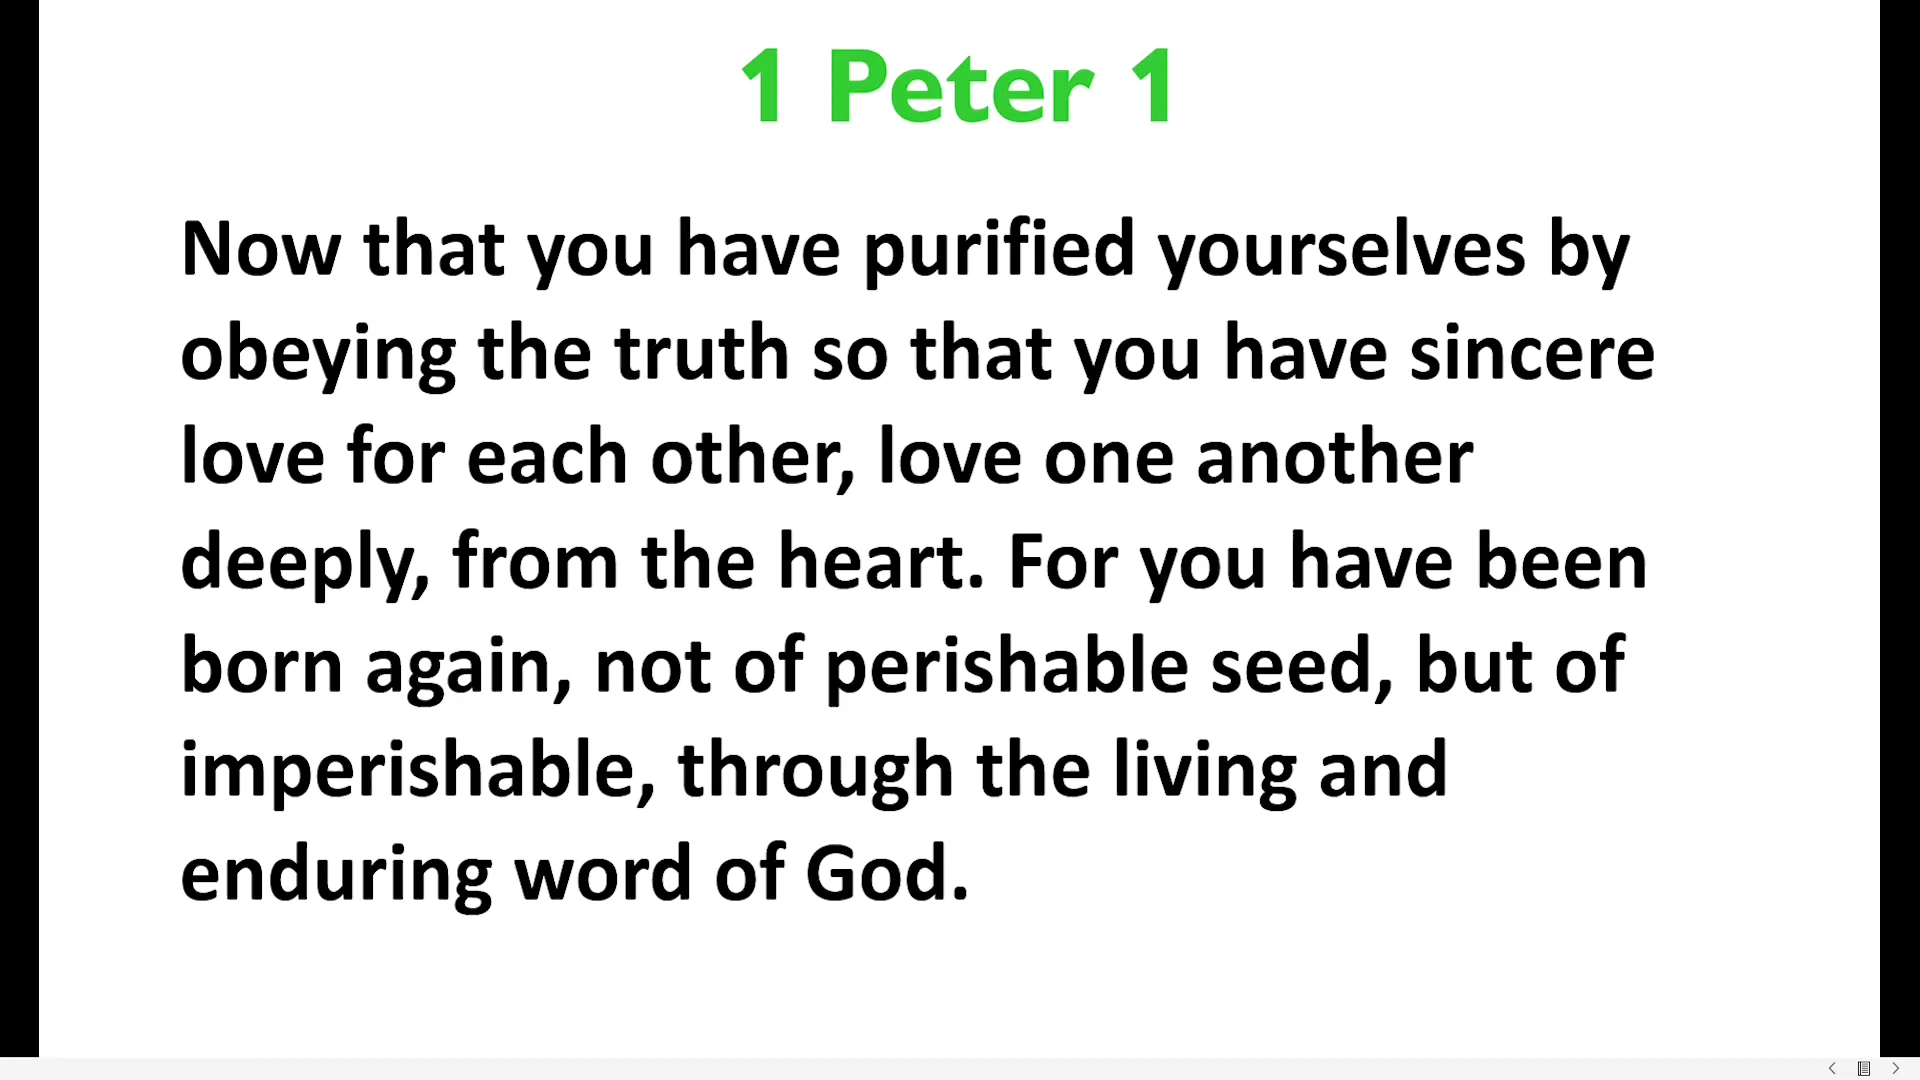 1 Peter 1
Now that you have purified yourselves by
obeying the truth so that you have sincere
love for each other, love one another
deeply, from the heart. For you have been
born again, not of perishable seed, but of
imperishable, through the living and
enduring word of God.